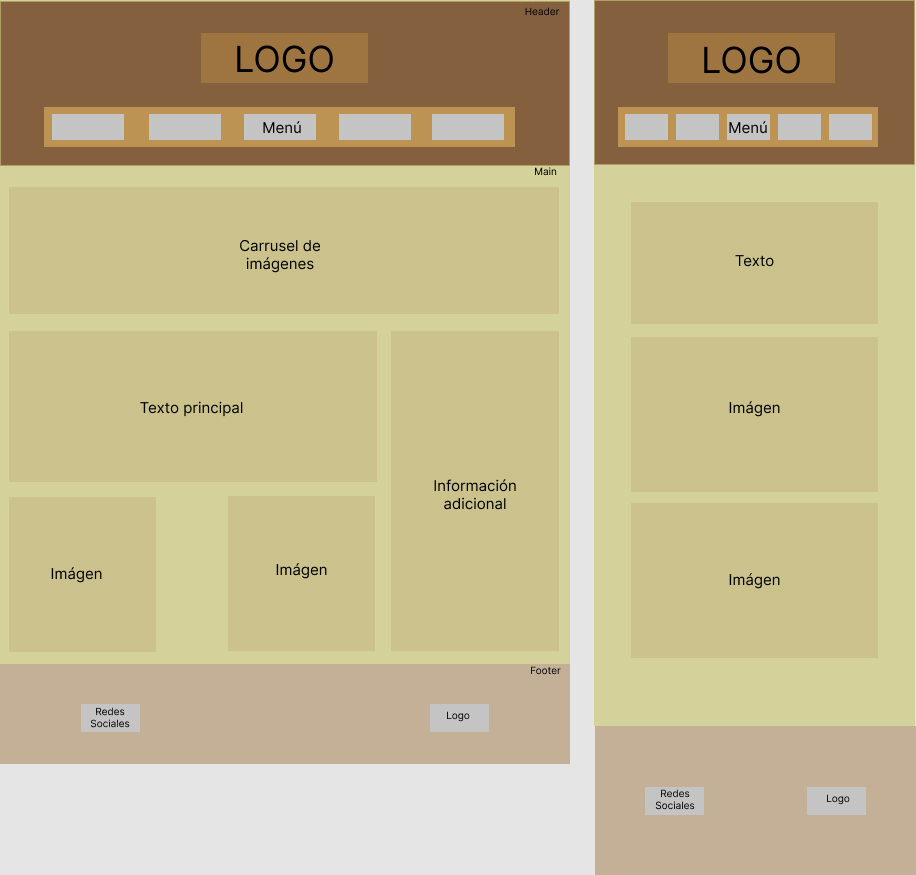 Header
LOGO
Menú
Main
Carrusel de
imágenes
Texto principal
Información
adicional
Imágen
Imágen
Footer
Redes
Sociales
Logo
LOGO
Menú
Texto
Imágen
Imágen
Redes
Sociales
Logo